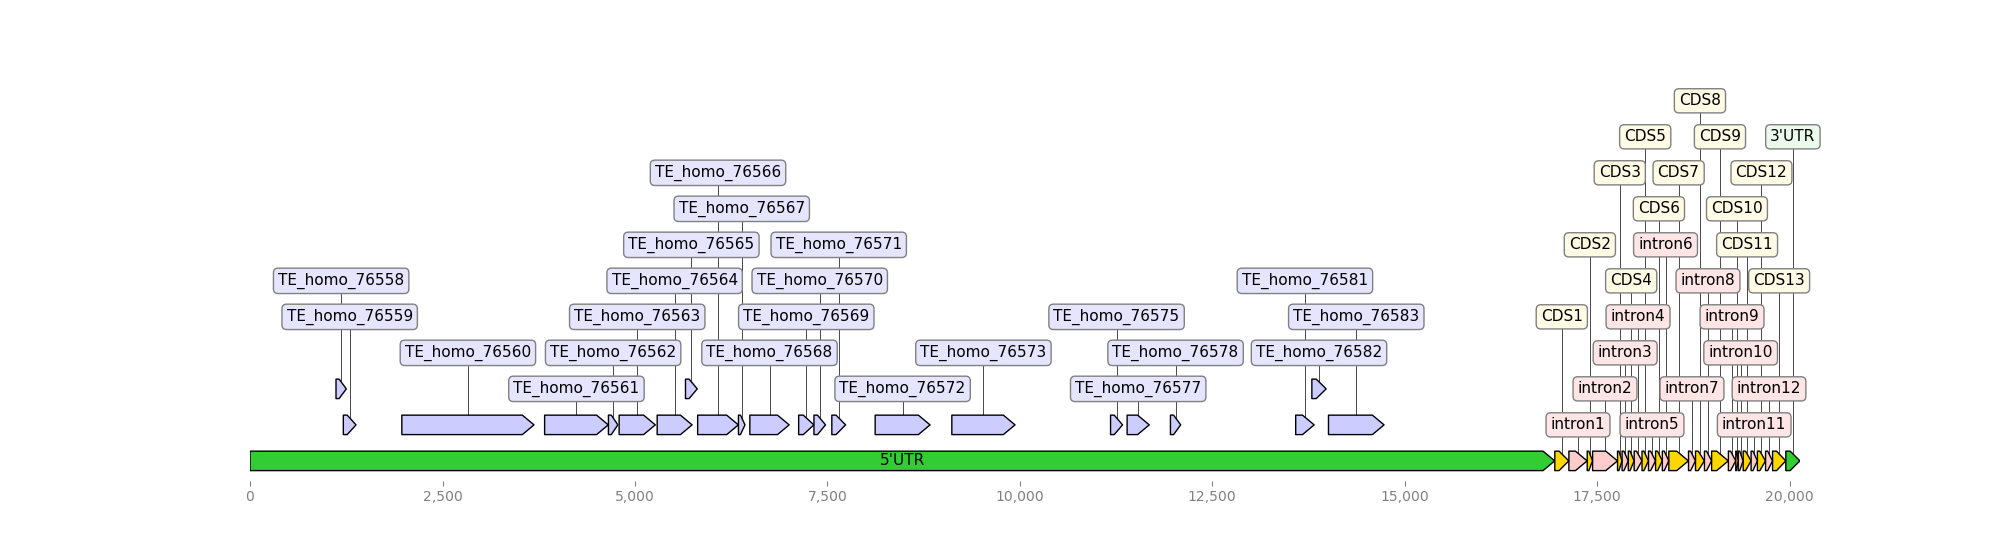 CDS8
CDS5 CDS9 3'UTR
TE_homo_76566 CDS3 CDS7 CDS12
TE_homo_76567 CDS6 CDS10
TE_homo_76565 TE_homo_76571 CDS2 intron6 CDS11
TE_homo_76558 TE_homo_76564 TE_homo_76570 TE_homo_76581 CDS4 intron8 CDS13
TE_homo_76559 TE_homo_76563 TE_homo_76569 TE_homo_76575 TE_homo_76583 CDS1 intron4 intron9
TE_homo_76560 TE_homo_76562 TE_homo_76568 TE_homo_76573 TE_homo_76578 TE_homo_76582 intron3 intron10
TE_homo_76561 TE_homo_76572 TE_homo_76577 intron2 intron7 intron12
intron1 intron5 intron11
5'UTR
0 2,500 5,000 7,500 10,000 12,500 15,000 17,500 20,000